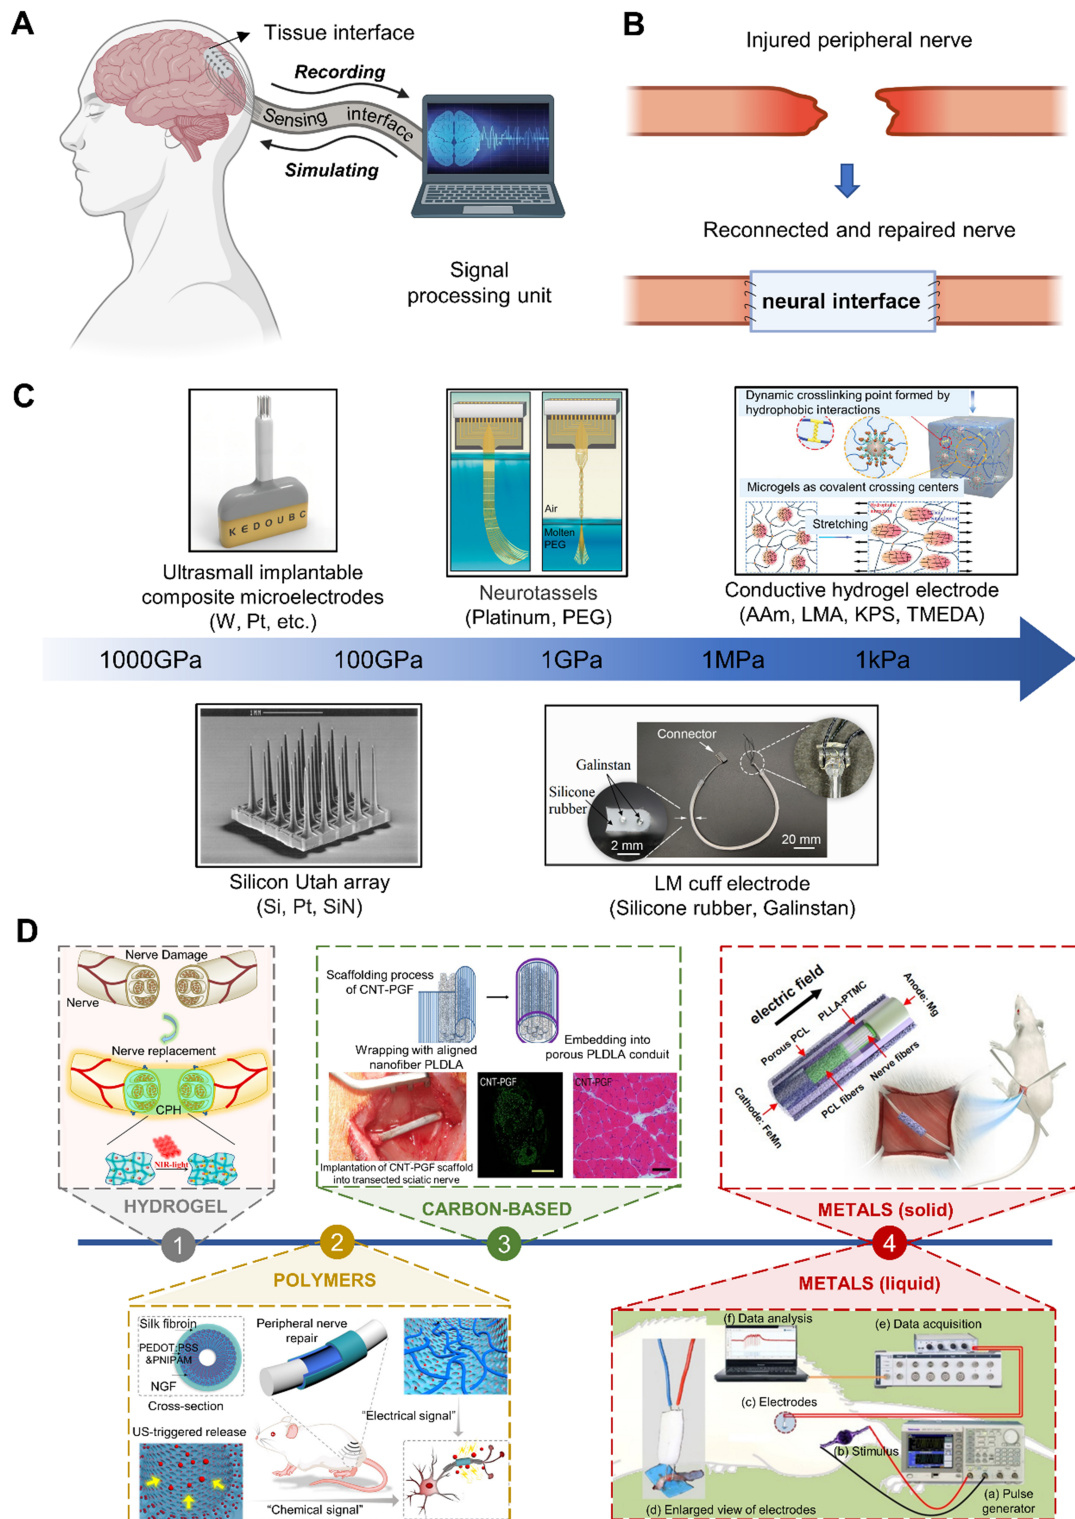 A
Tissue interface
Recording
Sensing interface
Simulating
Signal
processing unit
B
Injured peripheral nerve
Reconnected and repaired nerve
neural interface
C
KEDOUBC
Ultrasmall implantable
composite microelectrodes
(W, Pt, etc.)
Air
Molten
PEG
Neurotassels
(Platinum, PEG)
Dynamic crosslinking point formed by
hydrophobic interactions
Microgels as covalent crossing centers
Stretching
Conductive hydrogel electrode
(AAm, LMA, KPS, TMEDA)
1000GPa 100GPa 1GPa 1MPa 1kPa
1MM
Silicon Utah array
(Si, Pt, SiN)
Connector
Galinstan
Silicone
rubber
2 mm
20 mm
LM cuff electrode
(Silicone rubber, Galinstan)
D
Nerve Damage
Nerve
Nerve replacement
CPH
NIR-light
HYDROGEL
1
Scaffolding process
of CNT-PGF
Wrapping with aligned
nanofiber PLDLA
Embedding into
porous PLDLA conduit
CNT-PGF
CNT-PGF
Implantation of CNT-PGF scaffold
into transected sciatic nerve
CARBON-BASED
3
electric field
Anode: Mg
PLLA-PTMC
Porous PCL
Nerve fibers
PCL fibers
Cathode: FeMn
METALS (solid)
4
2
POLYMERS
Silk fibroin
PEDOT:PSS
&PNIPAM
NGF
Cross-section
Peripheral nerve
repair
US-triggered release
"Electrical signal"
"Chemical signal"
METALS (liquid)
(f) Data analysis
(e) Data acquisition
(c) Electrodes
(b) Stimulus
(a) Pulse
generator
(d) Enlarged view of electrodes